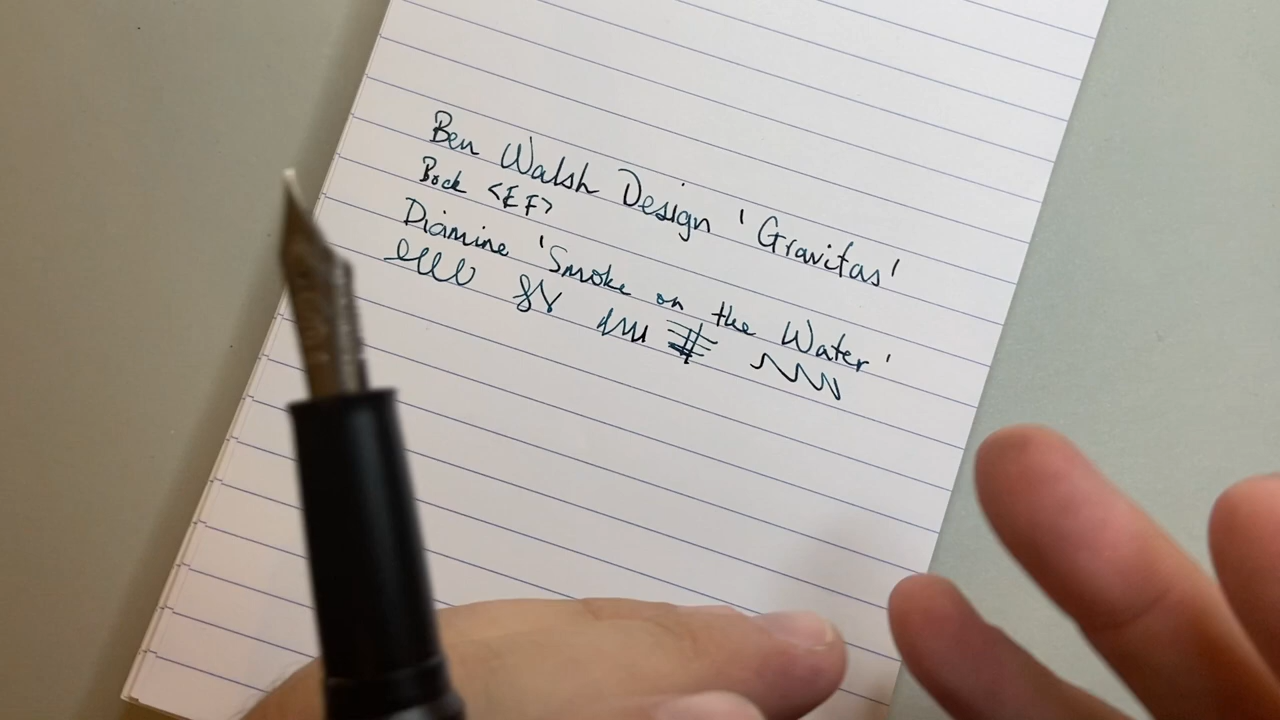 Ben Walsh Design 'Gravitas'
Bock <EF>
Diamine 'Smoke on the Water'